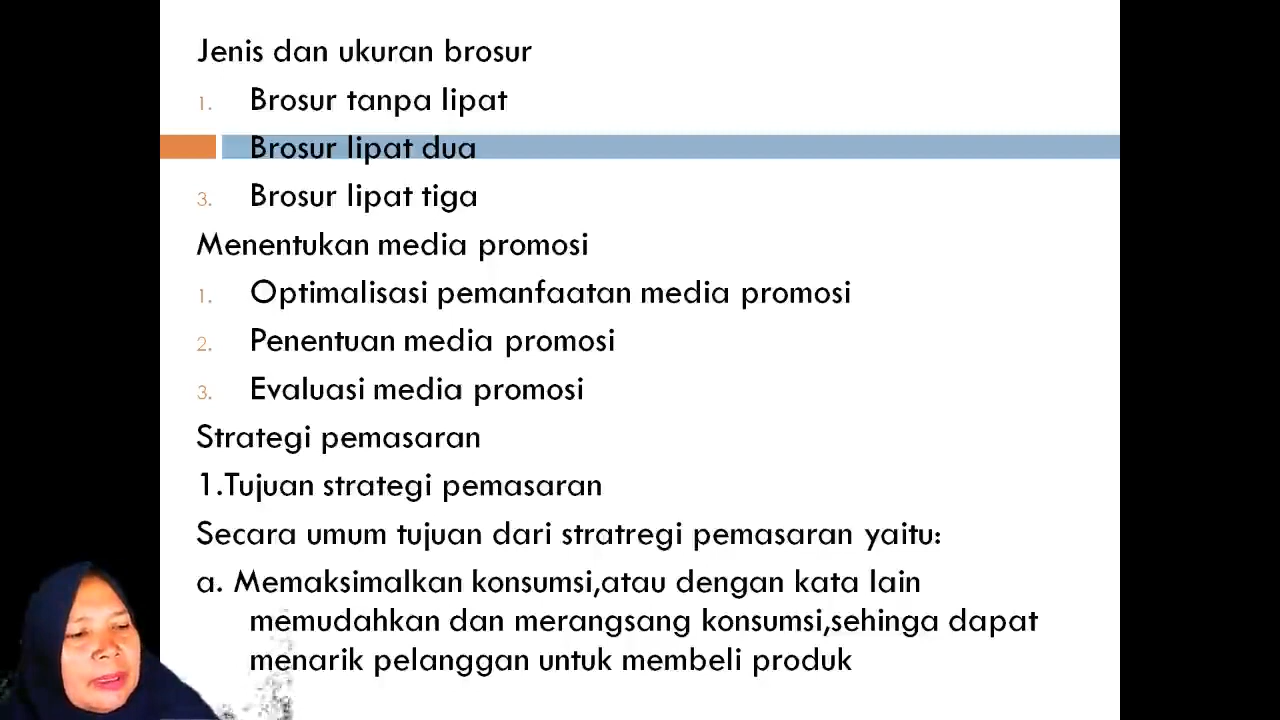 Jenis dan ukuran brosur
1. Brosur tanpa lipat
Brosur lipat dua
3. Brosur lipat tiga
Menentukan media promosi
1. Optimalisasi pemanfaatan media promosi
2. Penentuan media promosi
3. Evaluasi media promosi
Strategi pemasaran
1.Tujuan strategi pemasaran
Secara umum tujuan dari stratregi pemasaran yaitu:
a. Memaksimalkan konsumsi,atau dengan kata lain
memudahkan dan merangsang konsumsi,sehinga dapat
menarik pelanggan untuk membeli produk